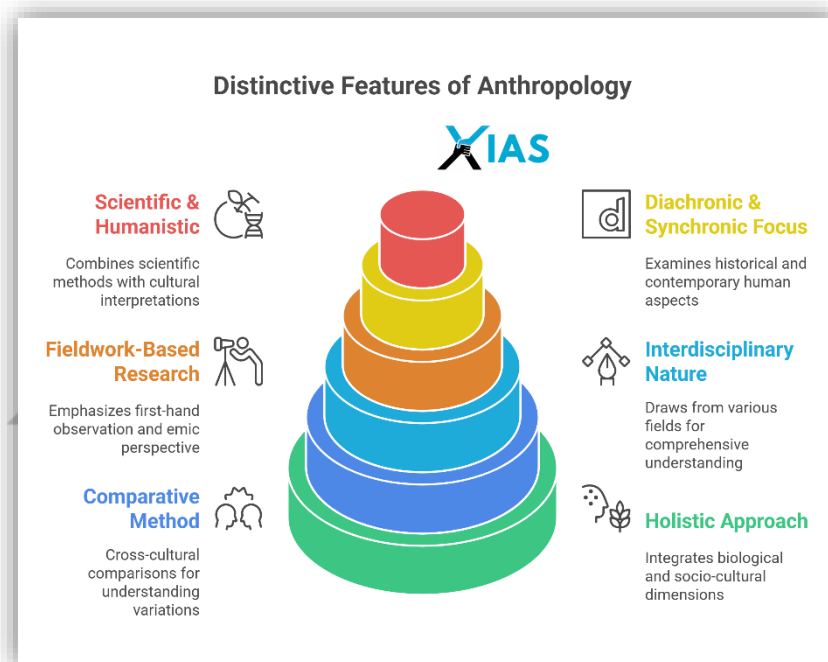 Distinctive Features of Anthropology
XIAS
Scientific &
Humanistic
Combines scientific
methods with cultural
interpretations
Diachronic &
Synchronic Focus
Examines historical and
contemporary human
aspects
Fieldwork-Based
Research
Emphasizes first-hand
observation and emic
perspective
Interdisciplinary
Nature
Draws from various
fields for
comprehensive
understanding
Comparative
Method
Cross-cultural
comparisons for
understanding
variations
Holistic Approach
Integrates biological
and socio-cultural
dimensions